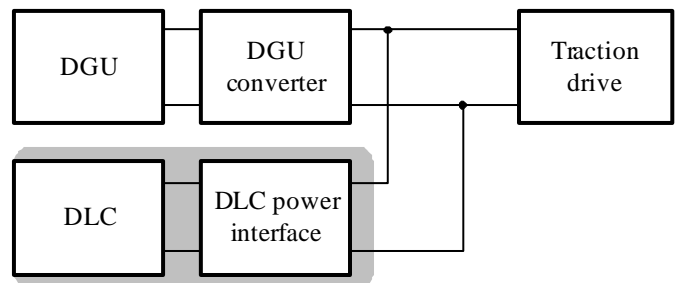 DGU
DGU
converter
Traction
drive
DLC
DLC power
interface